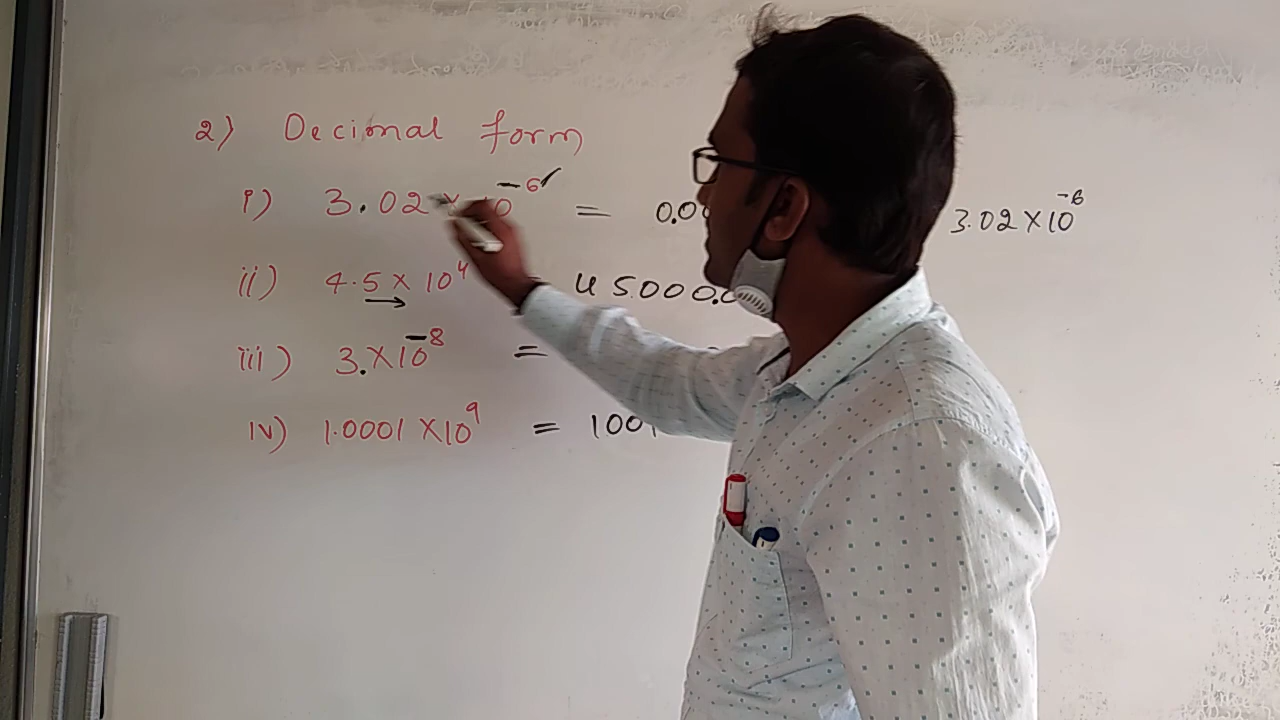 2) Decimal form
i) 3.02 × 10⁻⁶ ✓ = 0.0 3.02 × 10⁻⁶
ii) 4.5 × 10⁴ = 45000.0
iii) 3. × 10⁻⁸ =
iv) 1.0001 × 10⁹ = 100